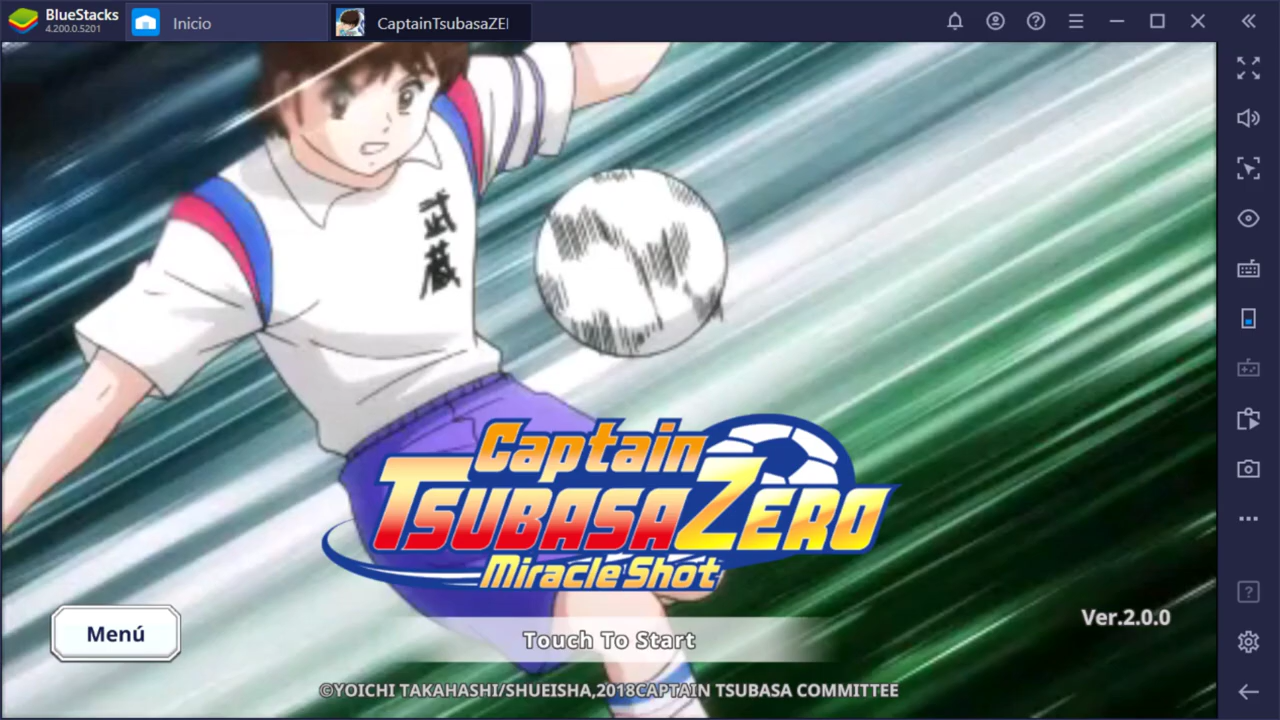 BlueStacks
4.200.0.5201
Inicio
CaptainTsubasaZEI
武蔵
Captain
TSUBASA ZERO
Miracle Shot
Menú
Touch To Start
Ver.2.0.0
©YOICHI TAKAHASHI/SHUEISHA,2018CAPTAIN TSUBASA COMMITTEE